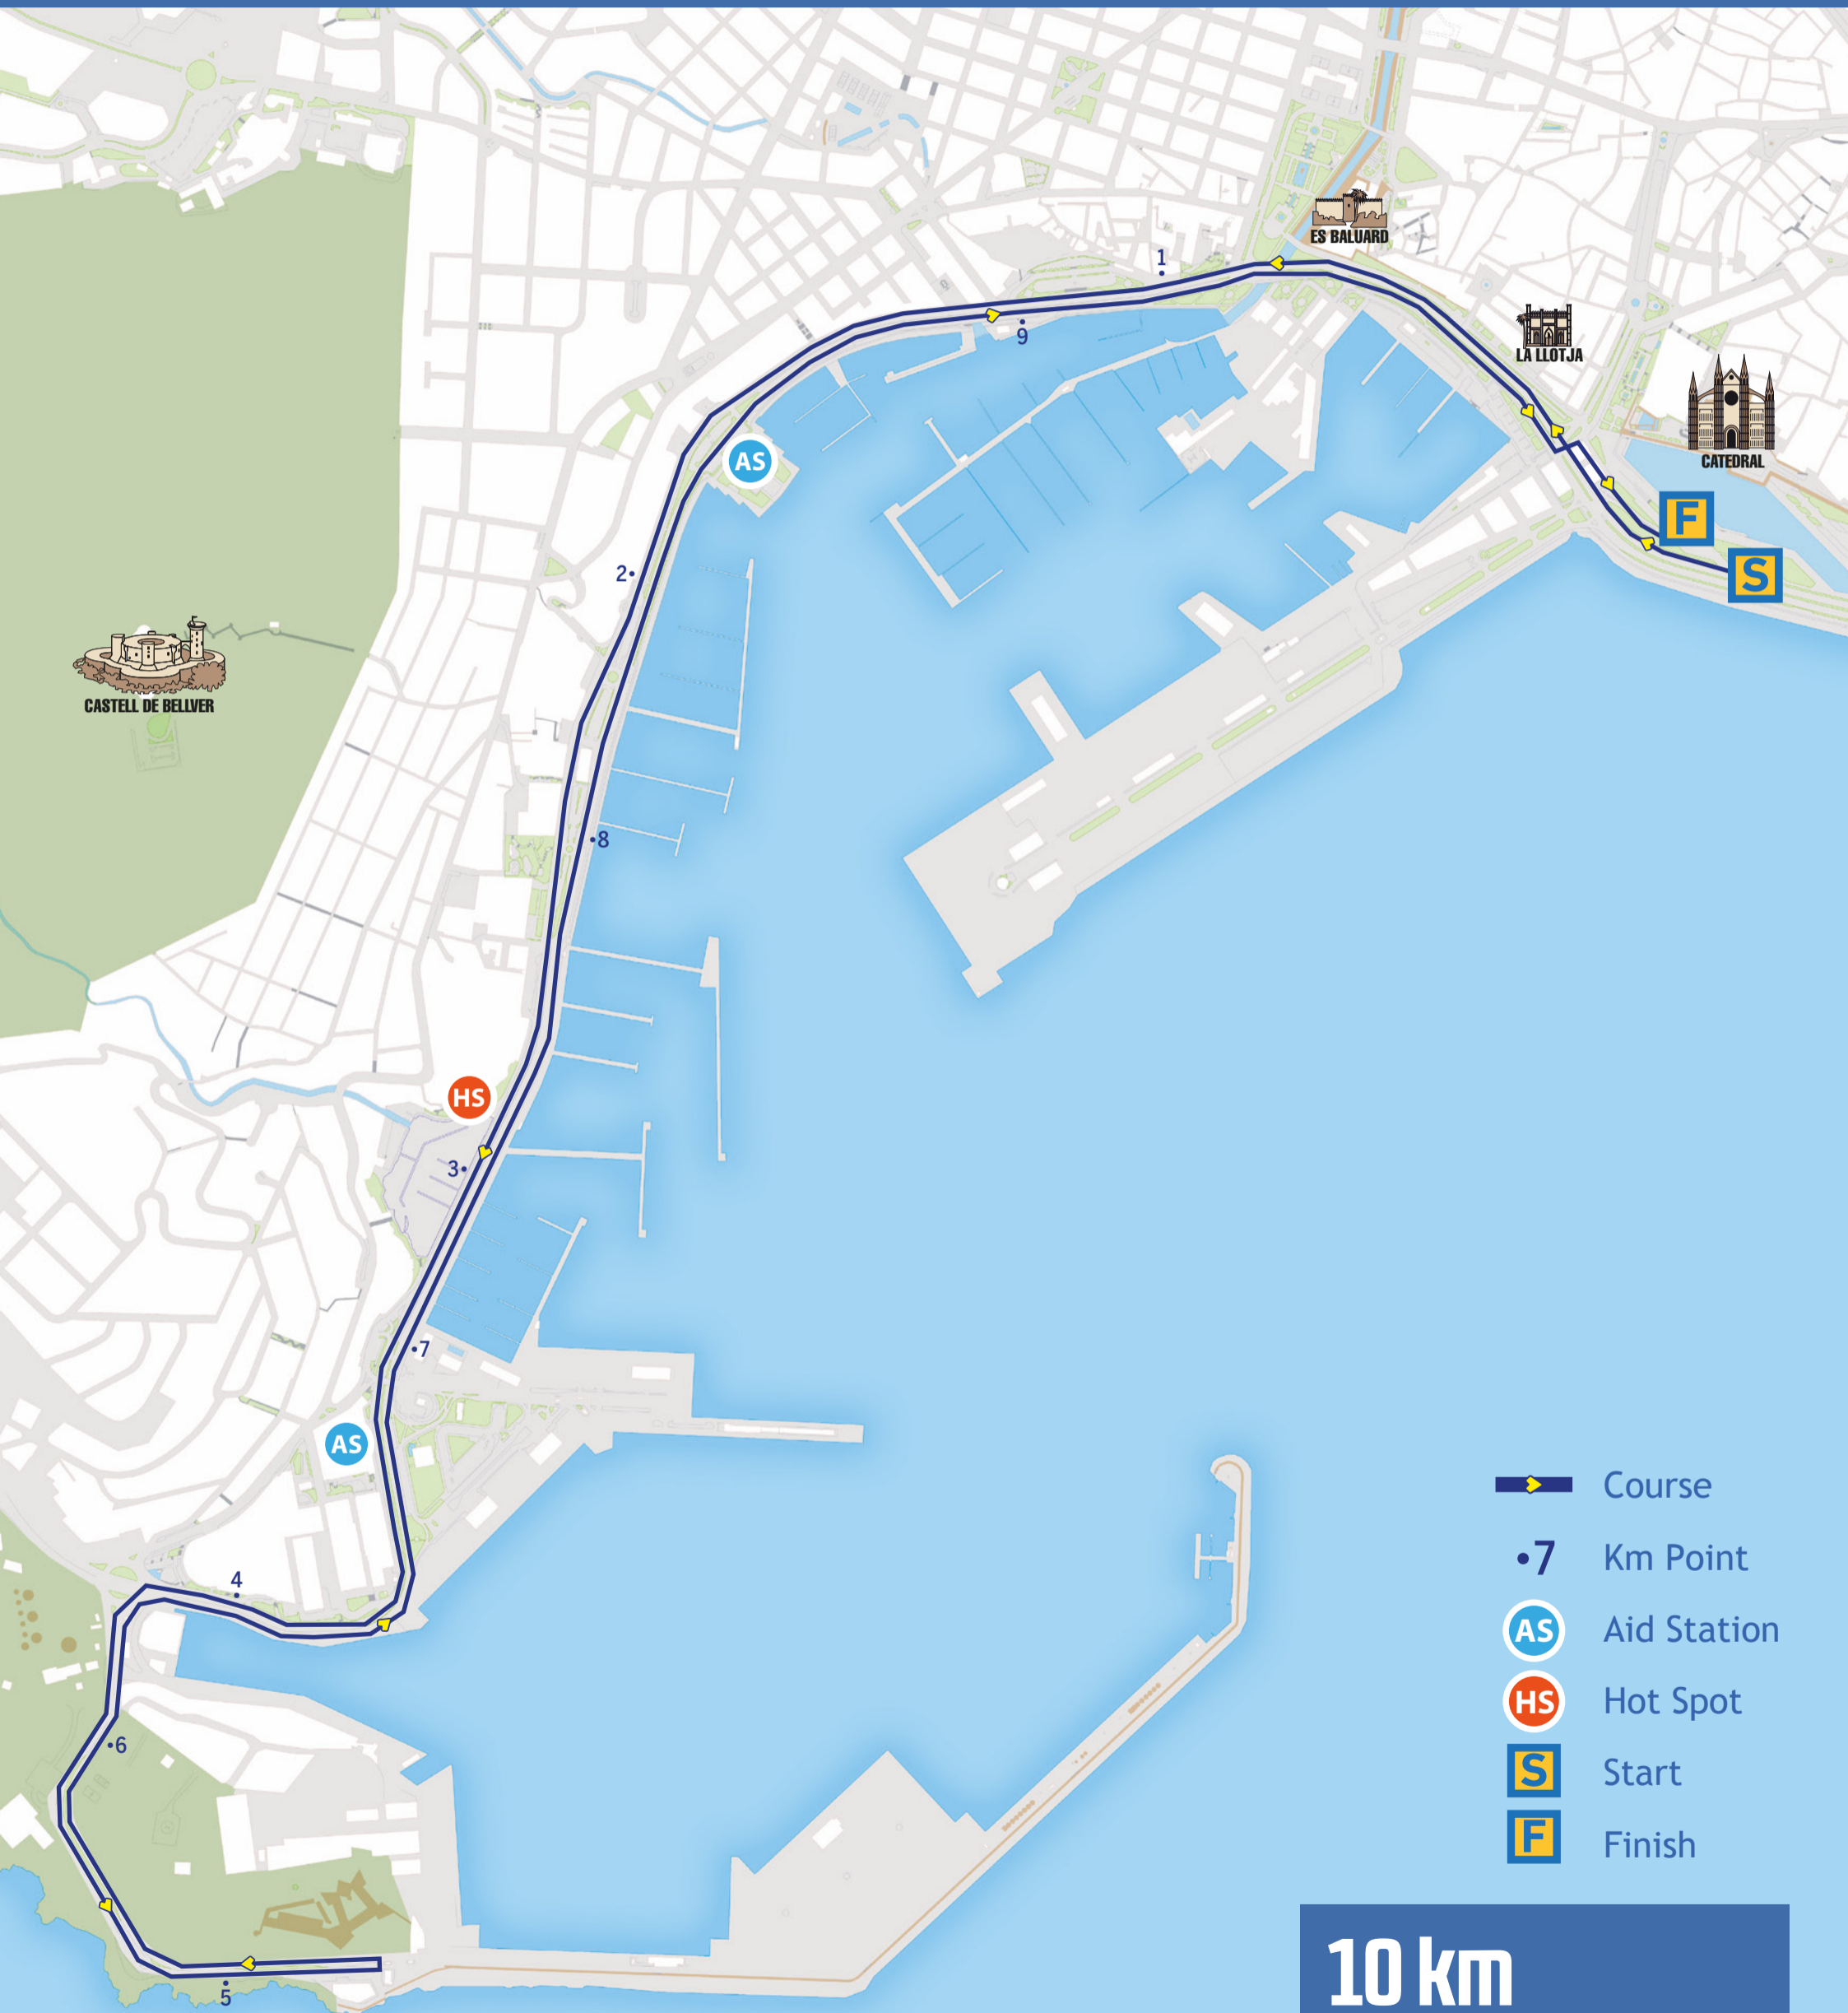 ES BALUARD
1
9
LA LLOTJA
CATEDRAL
AS
F
S
2
CASTELL DE BELLVER
8
HS
3
7
AS
4
6
5
Course
7 Km Point
AS Aid Station
HS Hot Spot
S Start
F Finish
10 km